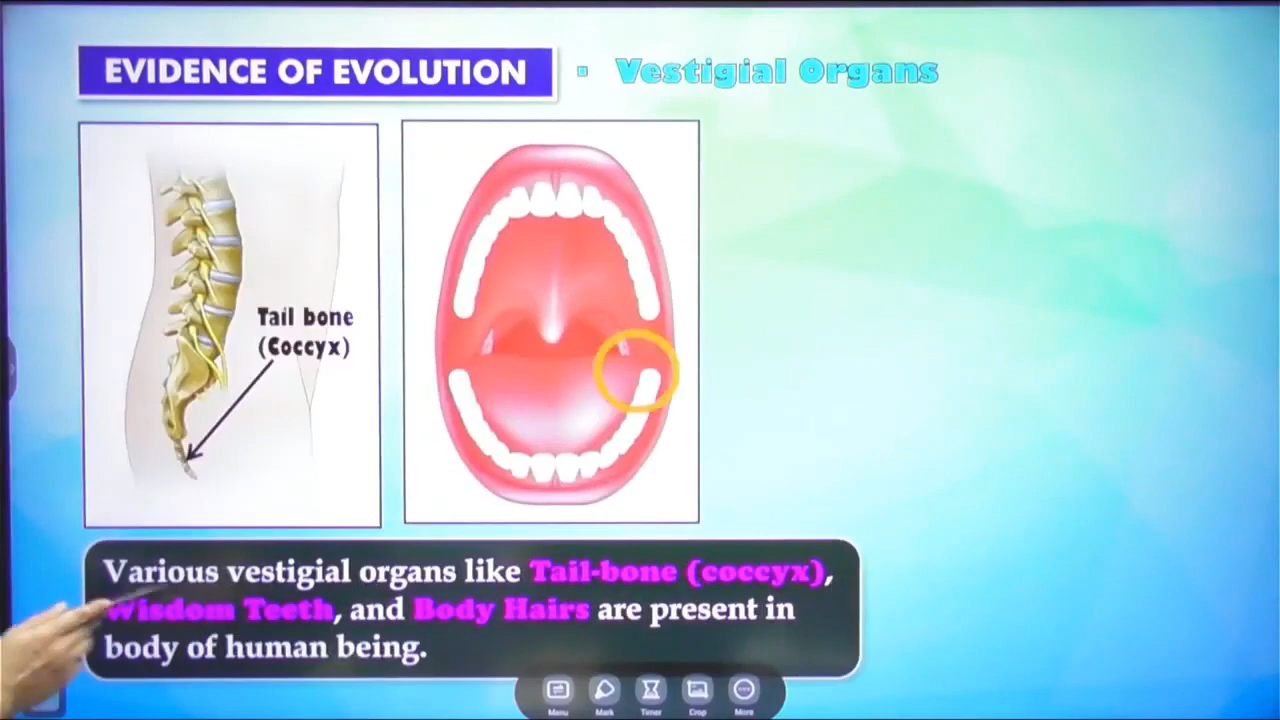 EVIDENCE OF EVOLUTION
▪ Vestigial Organs
Tail bone
(Coccyx)
Various vestigial organs like Tail-bone (coccyx),
Wisdom Teeth, and Body Hairs are present in
body of human being.
Menu Mark Timer Crop More